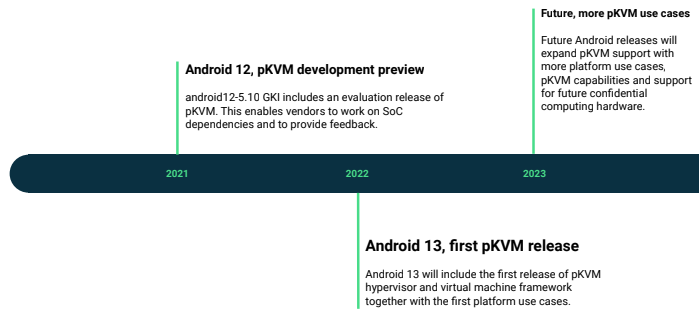 Future, more pKVM use cases
Future Android releases will
expand pKVM support with
more platform use cases,
pKVM capabilities and support
for future confidential
computing hardware.
Android 12, pKVM development preview
android12-5.10 GKI includes an evaluation release of
pKVM. This enables vendors to work on SoC
dependencies and to provide feedback.
2021
2022
2023
Android 13, first pKVM release
Android 13 will include the first release of pKVM
hypervisor and virtual machine framework
together with the first platform use cases.